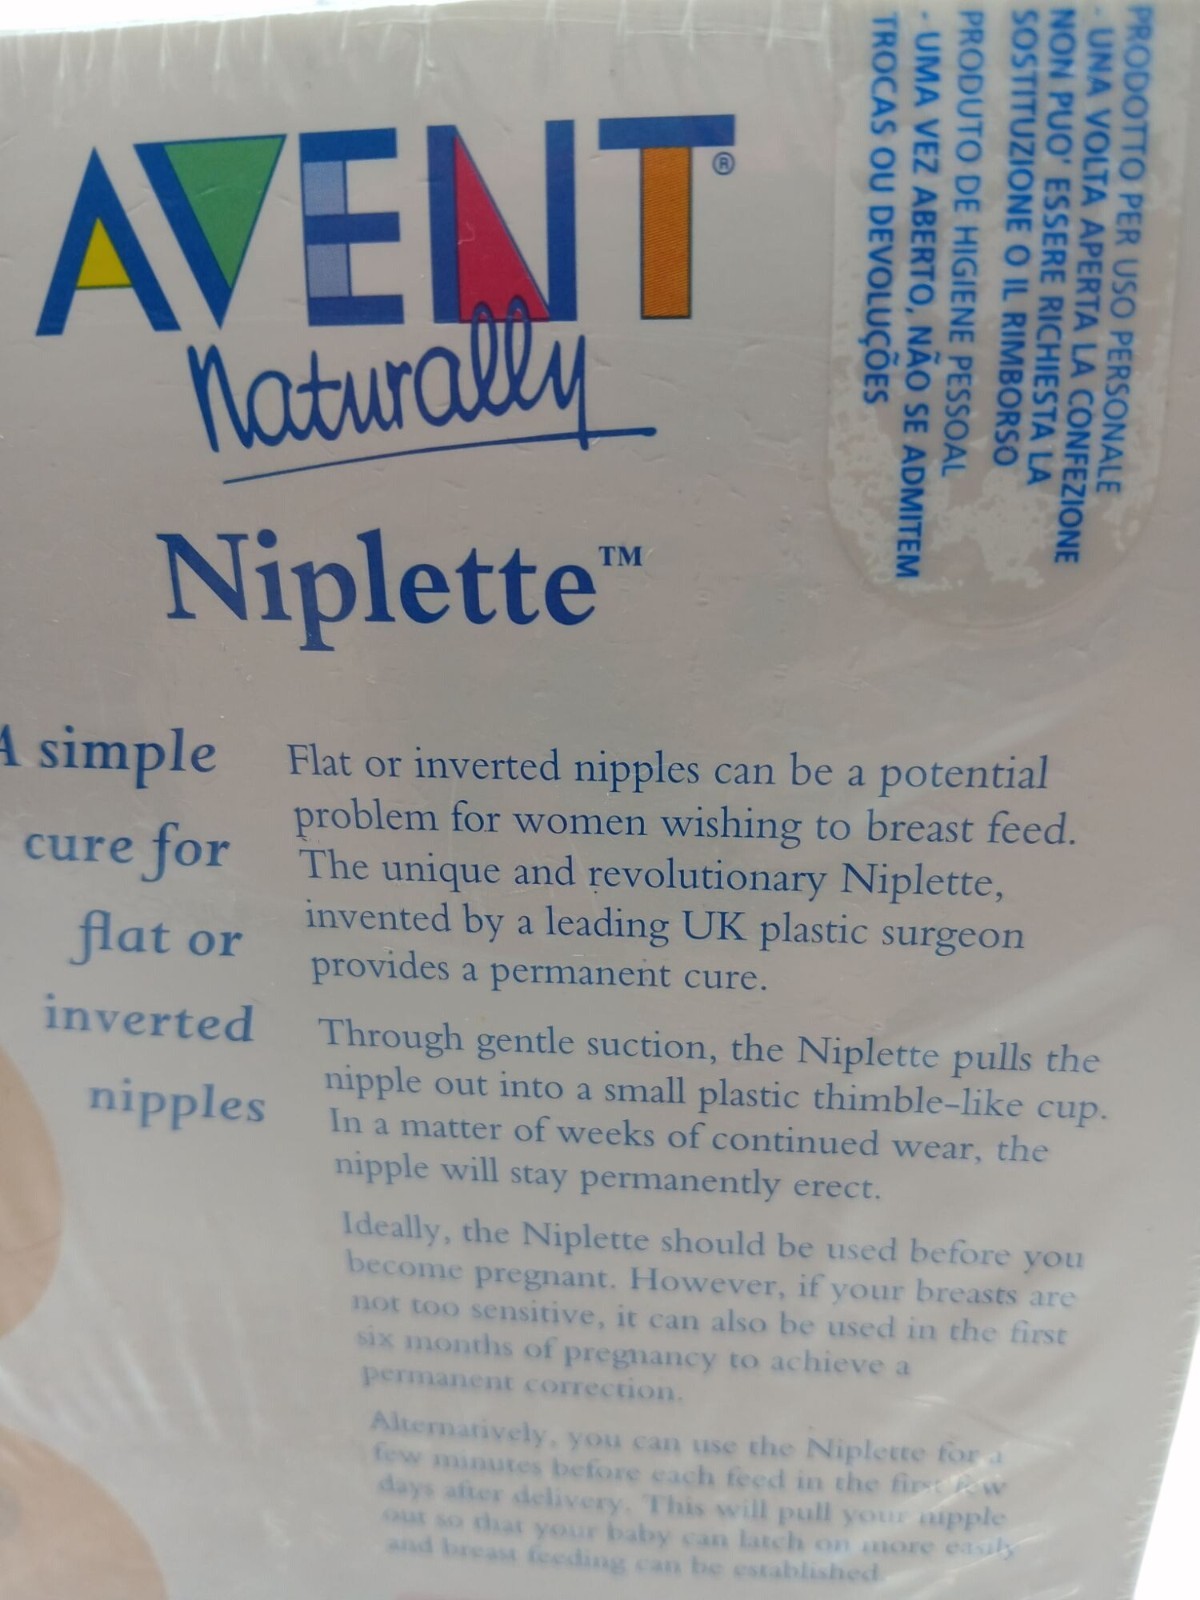 AVENT®
naturally
Niplette™
A simple
cure for
flat or
inverted
nipples
Flat or inverted nipples can be a potential
problem for women wishing to breast feed.
The unique and revolutionary Niplette,
invented by a leading UK plastic surgeon
provides a permanent cure.
Through gentle suction, the Niplette pulls the
nipple out into a small plastic thimble-like cup.
In a matter of weeks of continued wear, the
nipple will stay permanently erect.
Ideally, the Niplette should be used before you
become pregnant. However, if your breasts are
not too sensitive, it can also be used in the first
six months of pregnancy to achieve a
permanent correction.
Alternatively, you can use the Niplette for a
few minutes before each feed in the first few
days after delivery. This will pull your nipple
out so that your baby can latch on more easily
and breast feeding can be established.
PRODOTTO PER USO PERSONALE
- UNA VOLTA APERTA LA CONFEZIONE
NON PUO' ESSERE RICHIESTA LA
SOSTITUZIONE O IL RIMBORSO
PRODUTO DE HIGIENE PESSOAL
- UMA VEZ ABERTO, NÃO SE ADMITEM
TROCAS OU DEVOLUÇÕES